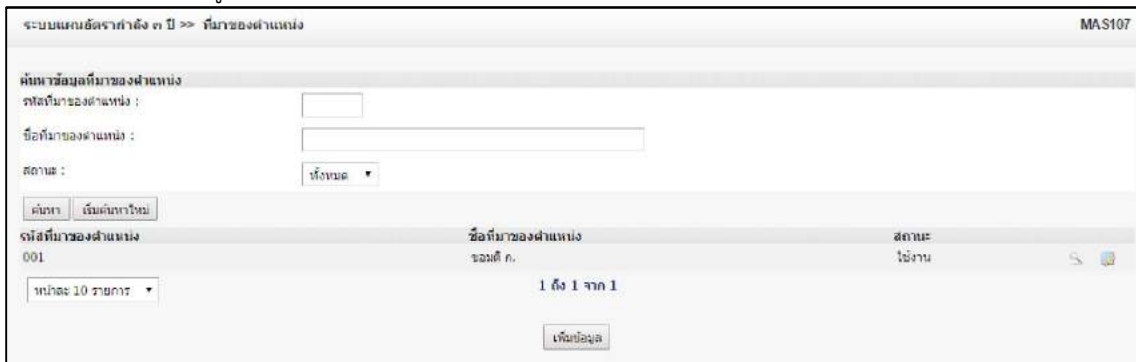 ระบบแผนอัตรากำลัง ๓ ปี >> ที่มาของตำแหน่ง MAS107
ค้นหาข้อมูลที่มาของตำแหน่ง
รหัสที่มาของตำแหน่ง :
ชื่อที่มาของตำแหน่ง :
สถานะ : ทั้งหมด
ค้นหา เริ่มค้นหาใหม่
รหัสที่มาของตำแหน่ง ชื่อที่มาของตำแหน่ง สถานะ
001 ขอมติ ก. ใช้งาน
หน้าละ 10 รายการ 1 ถึง 1 จาก 1
เพิ่มข้อมูล